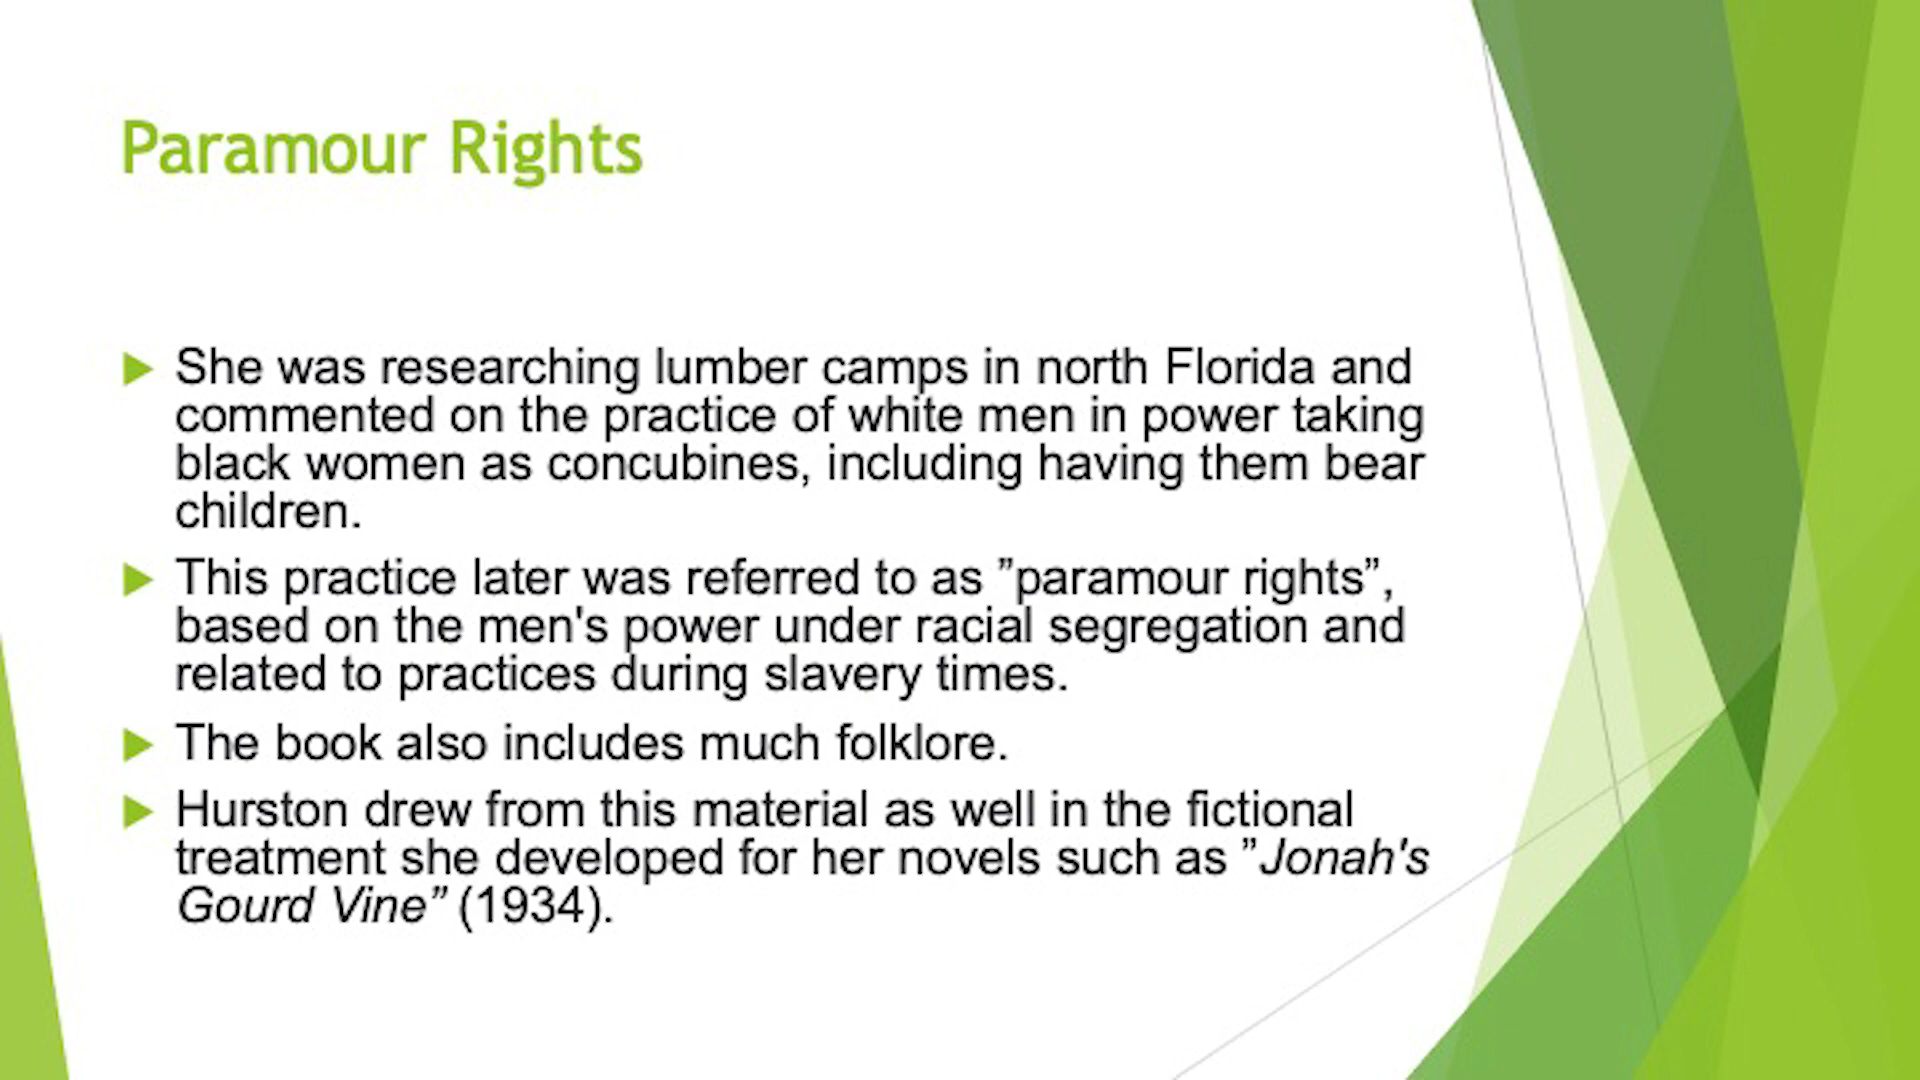 Paramour Rights
She was researching lumber camps in north Florida and
commented on the practice of white men in power taking
black women as concubines, including having them bear
children.
This practice later was referred to as ”paramour rights”,
based on the men's power under racial segregation and
related to practices during slavery times.
The book also includes much folklore.
Hurston drew from this material as well in the fictional
treatment she developed for her novels such as ”Jonah's
Gourd Vine” (1934).